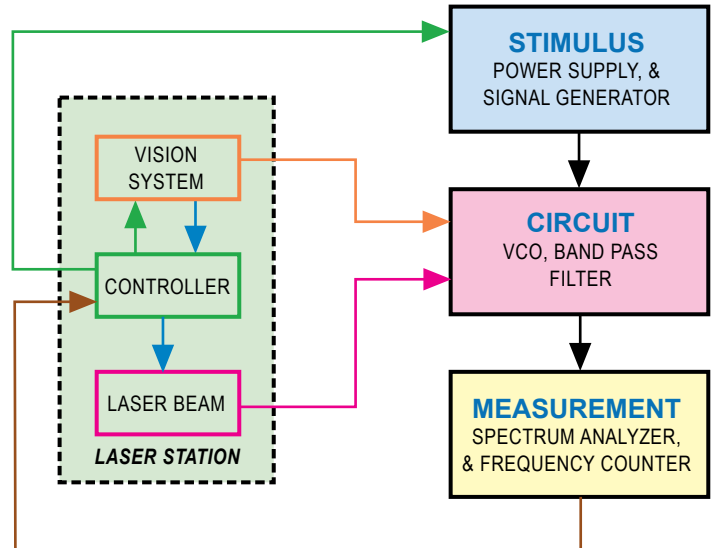 STIMULUS
POWER SUPPLY, &
SIGNAL GENERATOR
VISION
SYSTEM
CONTROLLER
LASER BEAM
LASER STATION
CIRCUIT
VCO, BAND PASS
FILTER
MEASUREMENT
SPECTRUM ANALYZER,
& FREQUENCY COUNTER